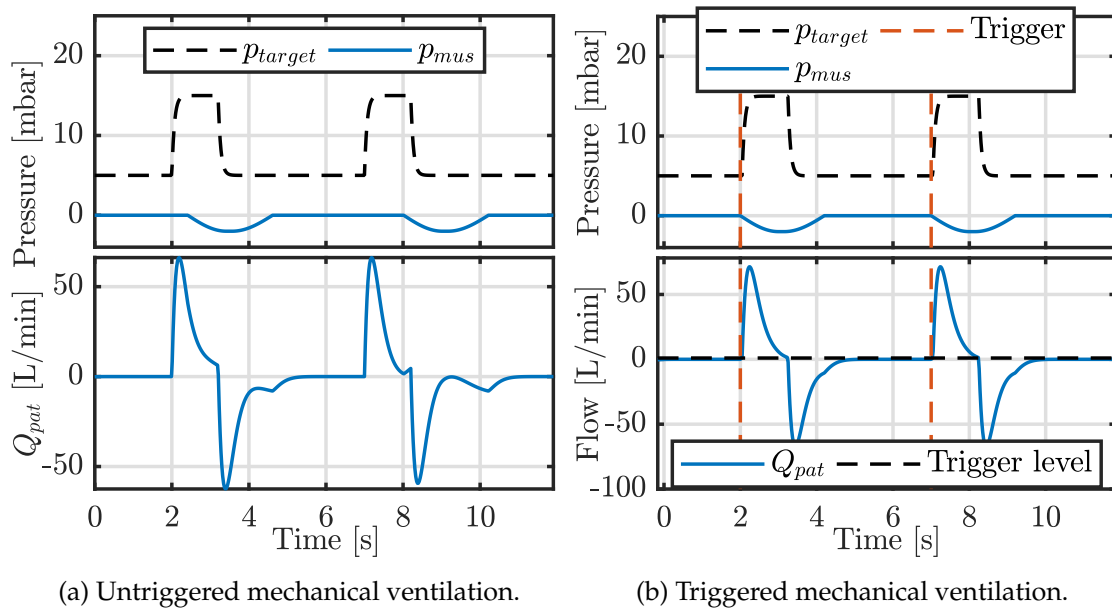 p_target p_mus
Pressure [mbar]
20
10
0
Q_pat [L/min]
50
0
-50
0 2 4 6 8 10
Time [s]
(a) Untriggered mechanical ventilation.
p_target Trigger
p_mus
Pressure [mbar]
20
10
0
Flow [L/min]
50
0
-50
-100
Q_pat Trigger level
0 2 4 6 8 10
Time [s]
(b) Triggered mechanical ventilation.